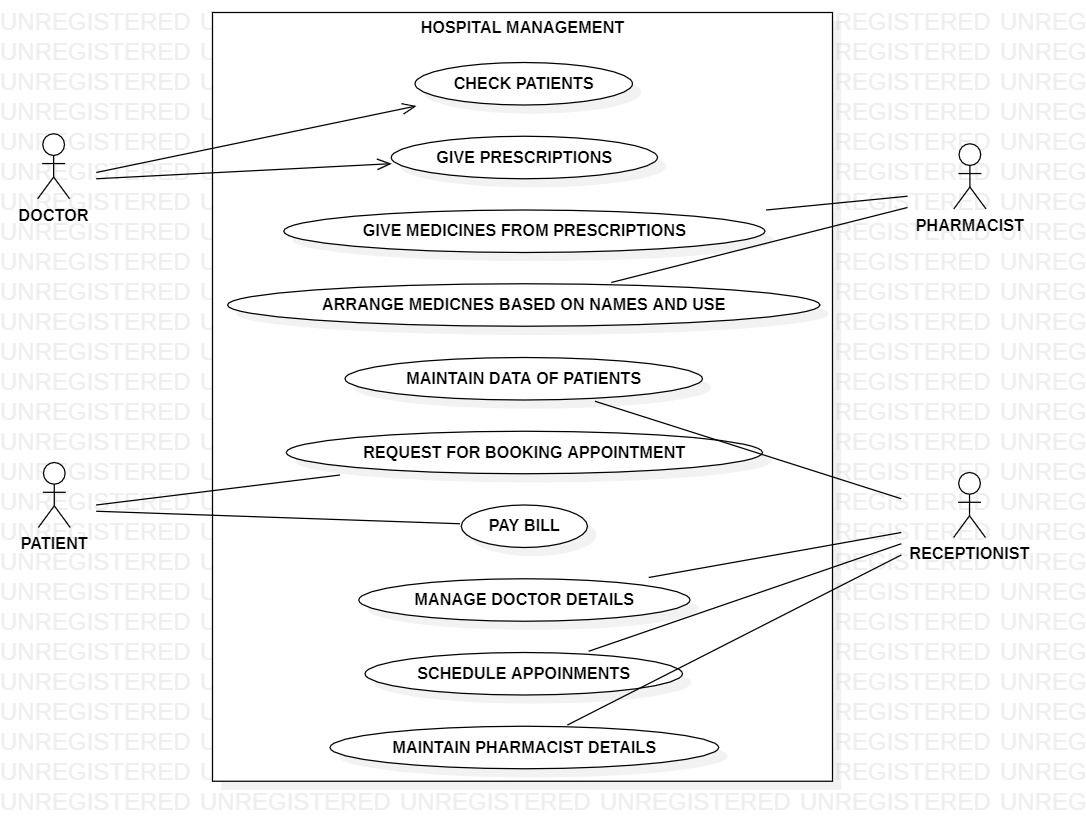 HOSPITAL MANAGEMENT
CHECK PATIENTS
GIVE PRESCRIPTIONS
DOCTOR
PHARMACIST
GIVE MEDICINES FROM PRESCRIPTIONS
ARRANGE MEDICNES BASED ON NAMES AND USE
MAINTAIN DATA OF PATIENTS
REQUEST FOR BOOKING APPOINTMENT
PAY BILL
PATIENT
RECEPTIONIST
MANAGE DOCTOR DETAILS
SCHEDULE APPOINMENTS
MAINTAIN PHARMACIST DETAILS
UNREGISTERED UNREGISTERED UNREGISTERED UNREGISTERED UNREGISTERED UNREG